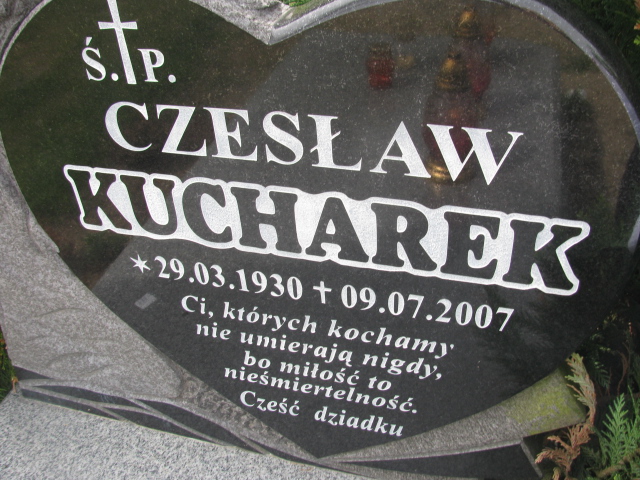 Ś. P.
CZESŁAW
KUCHAREK
* 29.03.1930 † 09.07.2007
Ci, których kochamy
nie umierają nigdy,
bo miłość to
nieśmiertelność.
Cześć dziadku